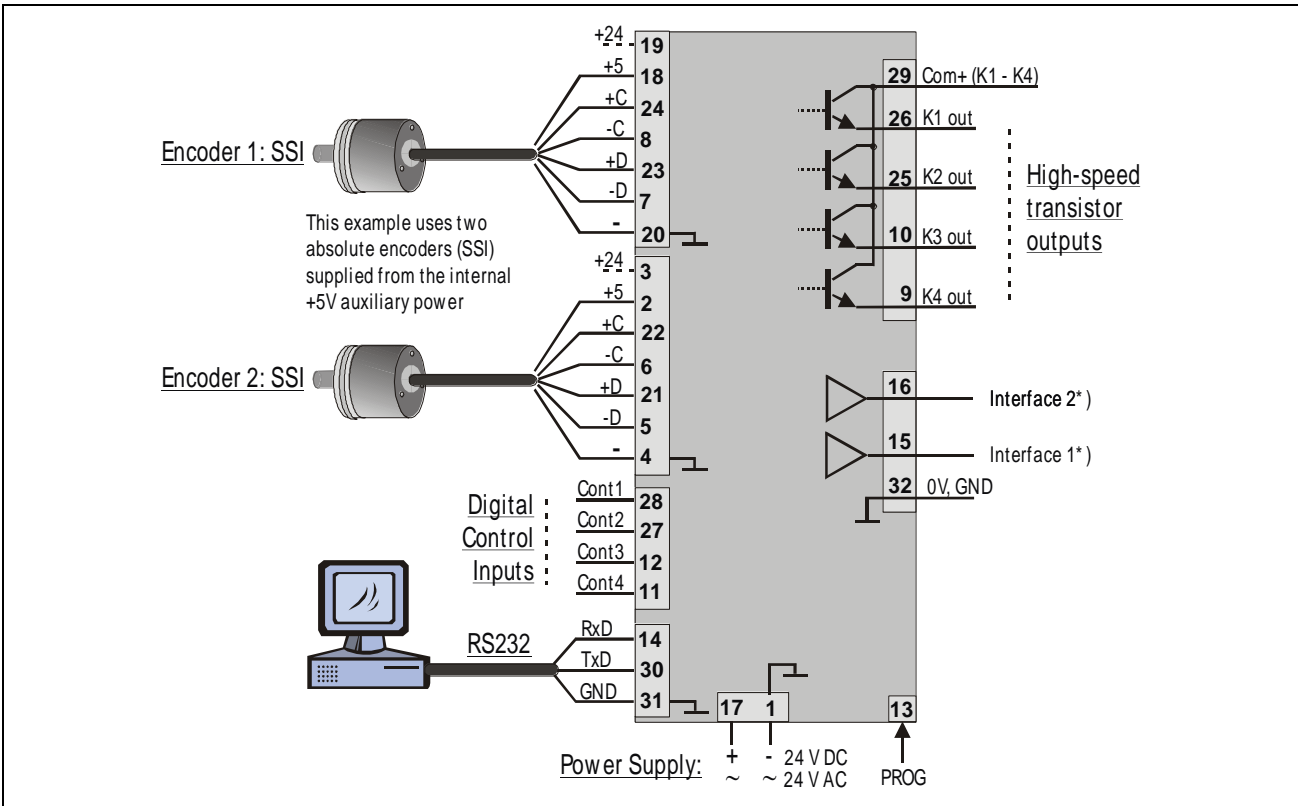 +24 19
+5 18
+C 24
-C 8
+D 23
-D 7
- 20
Encoder 1: SSI
This example uses two
absolute encoders (SSI)
supplied from the internal
+5V auxiliary power
+24 3
+5 2
+C 22
-C 6
+D 21
-D 5
- 4
Encoder 2: SSI
Digital
Control
Inputs
Cont1 28
Cont2 27
Cont3 12
Cont4 11
RS232
RxD 14
TxD 30
GND 31
29 Com+ (K1 - K4)
26 K1 out
25 K2 out
10 K3 out
9 K4 out
High-speed
transistor
outputs
16 Interface 2*)
15 Interface 1*)
32 0V, GND
17 1
Power Supply:
+ - 24 V DC
~ ~ 24 V AC
13
PROG